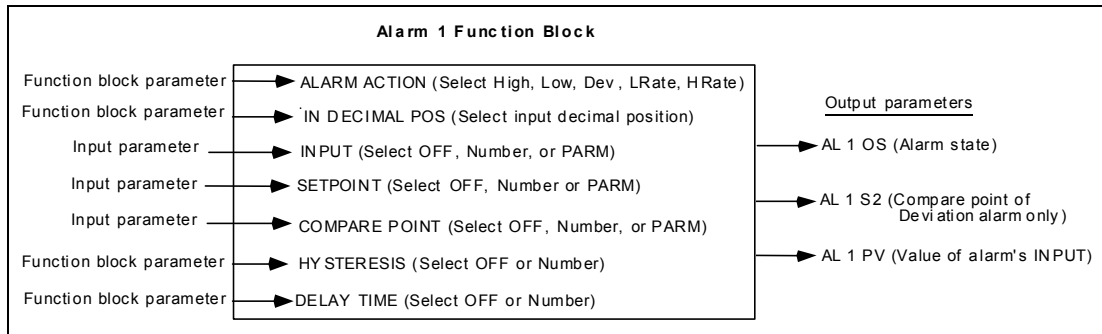 Alarm 1 Function Block
Function block parameter ALARM ACTION (Select High, Low, Dev, LRate, HRate)
Function block parameter IN DECIMAL POS (Select input decimal position)
Input parameter INPUT (Select OFF, Number, or PARM)
Input parameter SETPOINT (Select OFF, Number or PARM)
Input parameter COMPARE POINT (Select OFF, Number, or PARM)
Function block parameter HYSTERESIS (Select OFF or Number)
Function block parameter DELAY TIME (Select OFF or Number)
Output parameters
AL 1 OS (Alarm state)
AL 1 S2 (Compare point of
Deviation alarm only)
AL 1 PV (Value of alarm's INPUT)